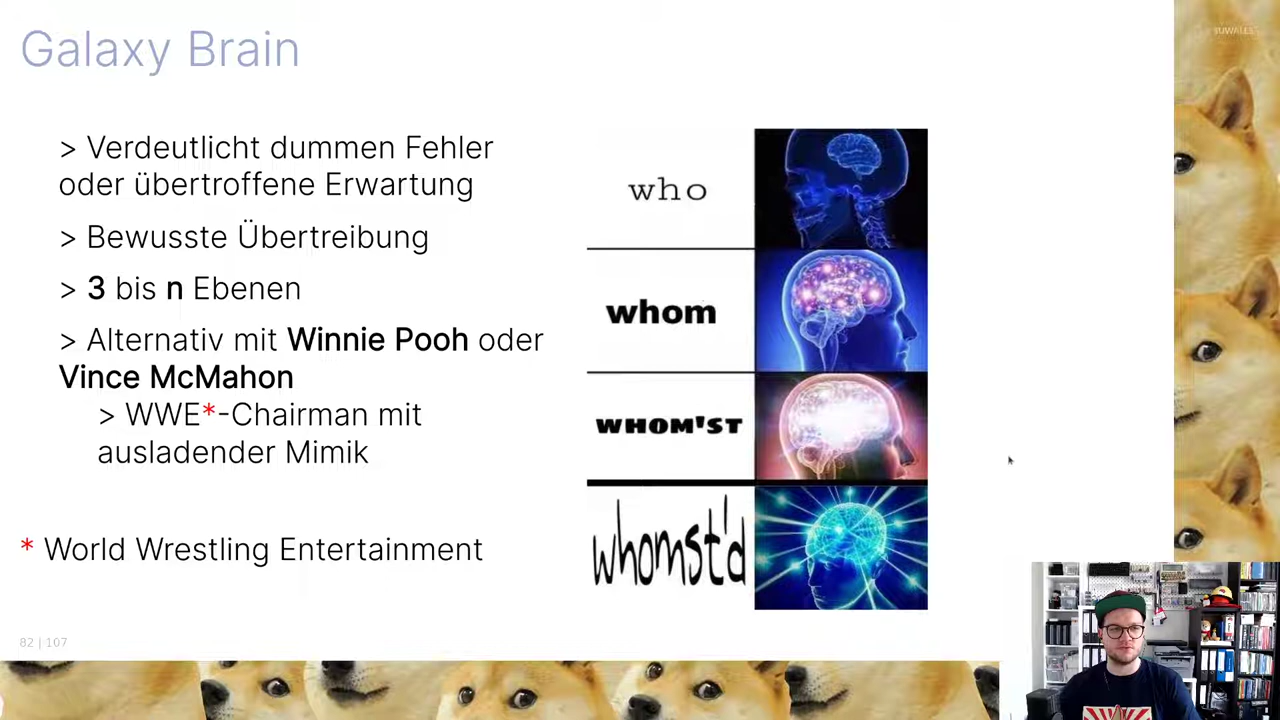 Galaxy Brain
> Verdeutlicht dummen Fehler
oder übertroffene Erwartung
> Bewusste Übertreibung
> 3 bis n Ebenen
> Alternativ mit Winnie Pooh oder
Vince McMahon
> WWE*-Chairman mit
ausladender Mimik
* World Wrestling Entertainment
82 | 107
who
whom
WHOM'ST
whomst'd